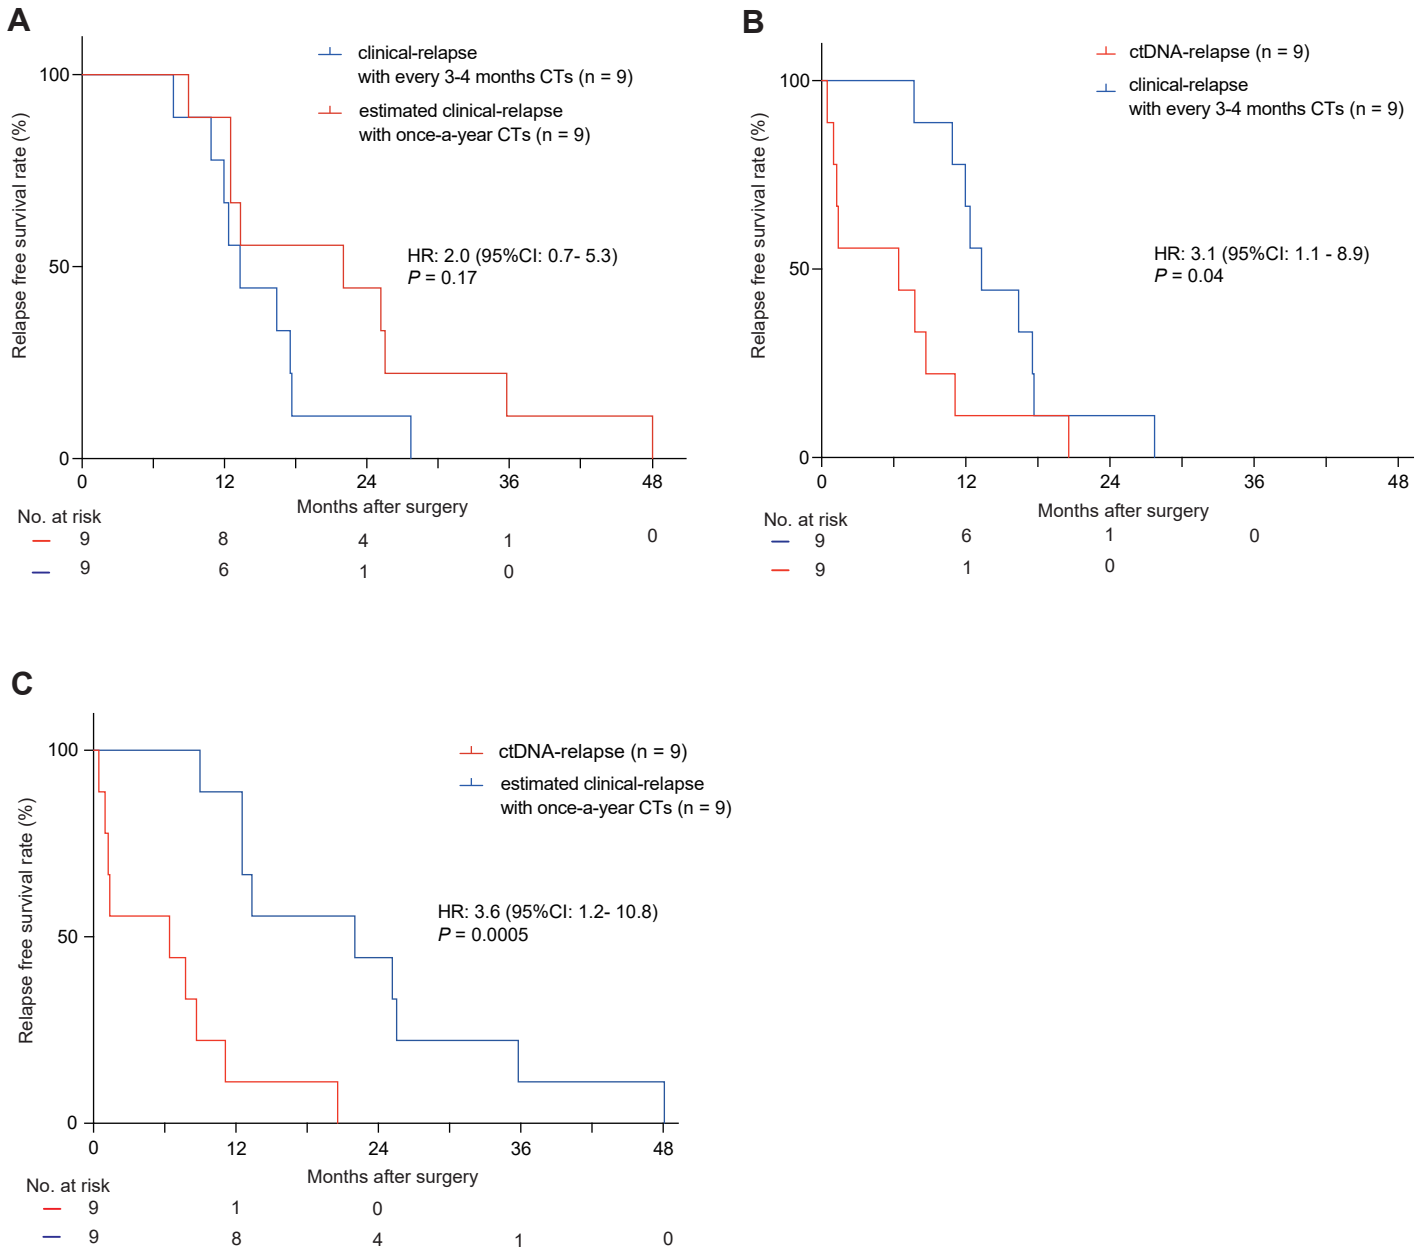 A
clinical-relapse
with every 3-4 months CTs (n = 9)
estimated clinical-relapse
with once-a-year CTs (n = 9)
Relapse free survival rate (%)
100
50
0
HR: 2.0 (95%CI: 0.7- 5.3)
P = 0.17
0 12 24 36 48
Months after surgery
No. at risk
9 8 4 1 0
9 6 1 0
B
ctDNA-relapse (n = 9)
clinical-relapse
with every 3-4 months CTs (n = 9)
Relapse free survival rate (%)
100
50
0
HR: 3.1 (95%CI: 1.1 - 8.9)
P = 0.04
0 12 24 36 48
Months after surgery
No. at risk
9 6 1 0
9 1 0
C
ctDNA-relapse (n = 9)
estimated clinical-relapse
with once-a-year CTs (n = 9)
Relapse free survival rate (%)
100
50
0
HR: 3.6 (95%CI: 1.2- 10.8)
P = 0.0005
0 12 24 36 48
Months after surgery
No. at risk
9 1 0
9 8 4 1 0